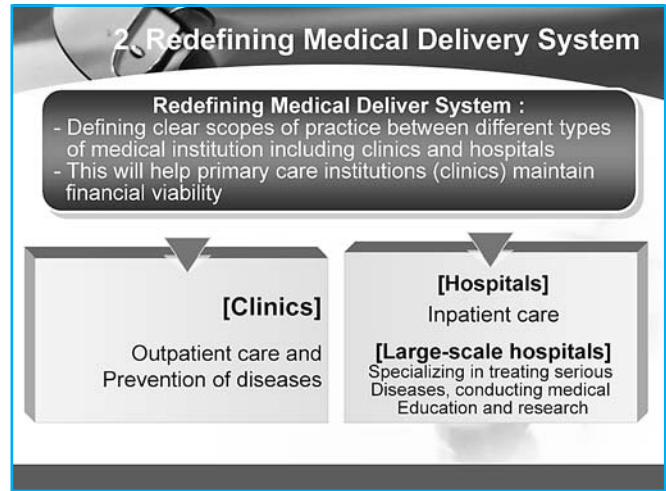 2. Redefining Medical Delivery System
Redefining Medical Deliver System :
- Defining clear scopes of practice between different types
of medical institution including clinics and hospitals
- This will help primary care institutions (clinics) maintain
financial viability
[Clinics]
Outpatient care and
Prevention of diseases
[Hospitals]
Inpatient care
[Large-scale hospitals]
Specializing in treating serious
Diseases, conducting medical
Education and research